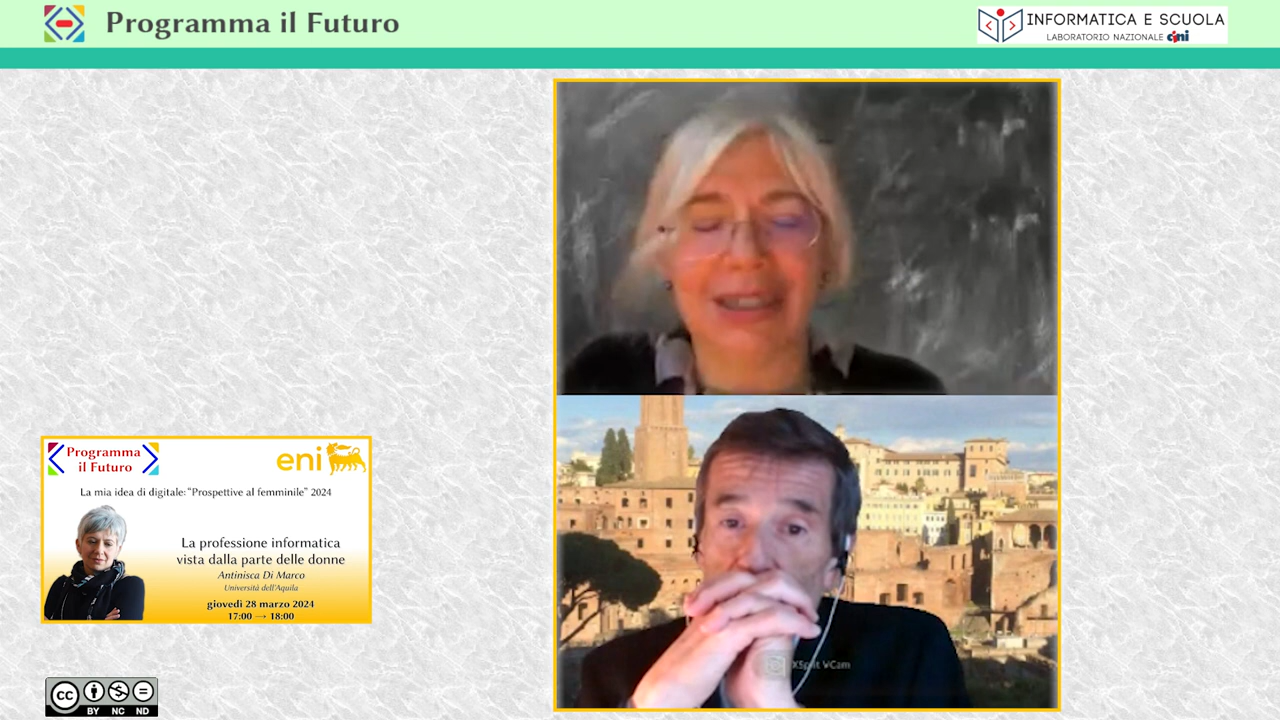 Programma il Futuro
INFORMATICA E SCUOLA
LABORATORIO NAZIONALE cini
Programma
il Futuro
eni
La mia idea di digitale: "Prospettive al femminile" 2024
La professione informatica
vista dalla parte delle donne
Antinisca Di Marco
Università dell'Aquila
giovedì 28 marzo 2024
17:00 → 18:00
XSplit VCam
cc
BY NC ND